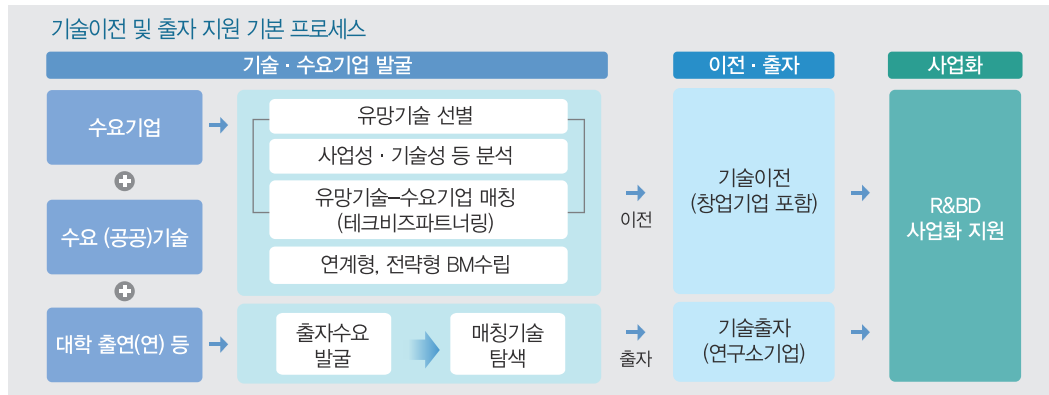 기술이전 및 출자 지원 기본 프로세스
기술 · 수요기업 발굴
이전 · 출자
사업화
수요기업
수요 (공공)기술
대학 출연(연) 등
유망기술 선별
사업성 · 기술성 등 분석
유망기술–수요기업 매칭
(테크비즈파트너링)
연계형, 전략형 BM수립
출자수요
발굴
매칭기술
탐색
이전
출자
기술이전
(창업기업 포함)
기술출자
(연구소기업)
R&BD
사업화 지원